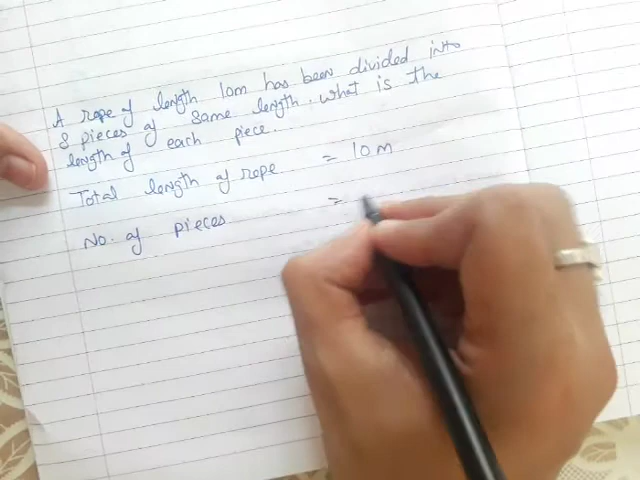 A rope of length 10m has been divided into
8 pieces of same length. what is the
length of each piece.
Total length of rope = 10 m
No. of pieces =